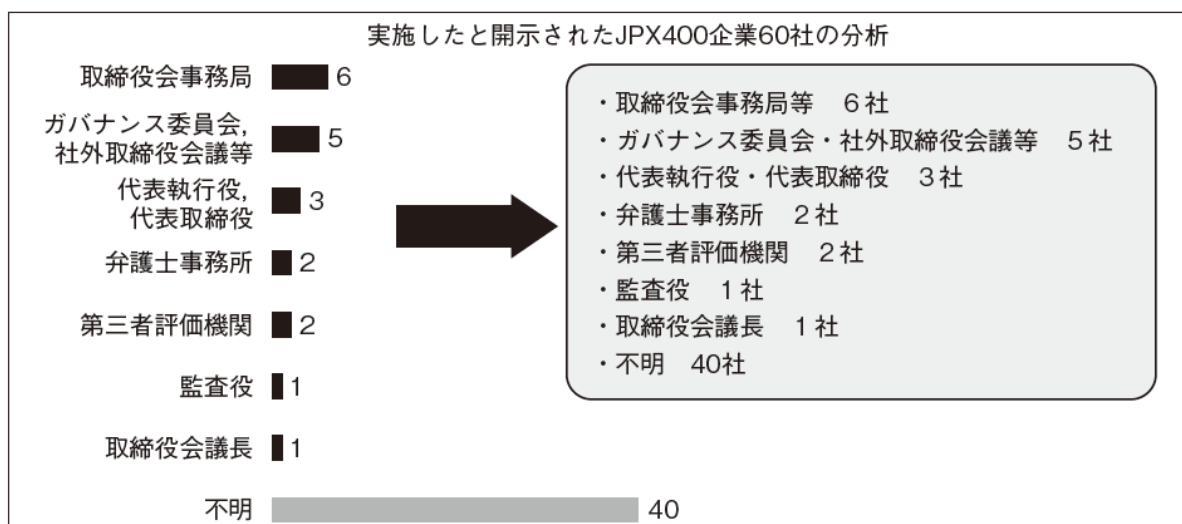 実施したと開示されたJPX400企業60社の分析
取締役会事務局 6
ガバナンス委員会,
社外取締役会議等 5
代表執行役,
代表取締役 3
弁護士事務所 2
第三者評価機関 2
監査役 1
取締役会議長 1
不明 40
・取締役会事務局等 6社
・ガバナンス委員会・社外取締役会議等 5社
・代表執行役・代表取締役 3社
・弁護士事務所 2社
・第三者評価機関 2社
・監査役 1社
・取締役会議長 1社
・不明 40社